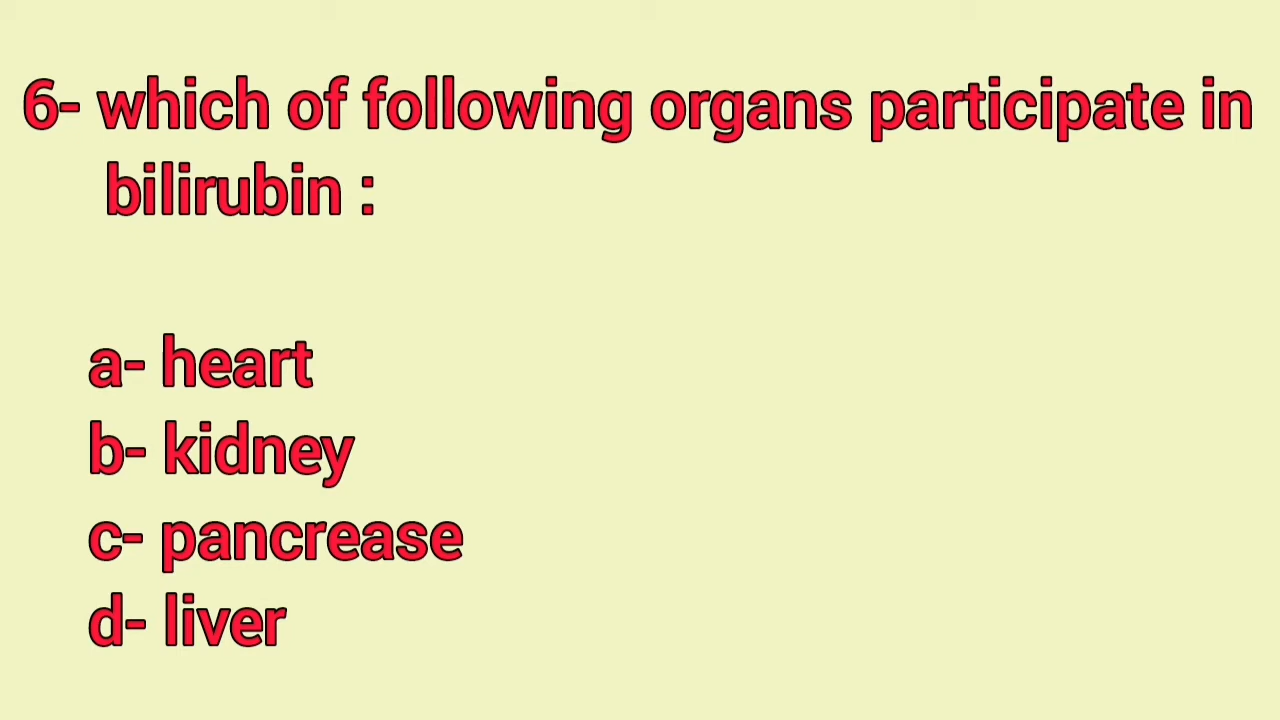 6- which of following organs participate in
bilirubin :
a- heart
b- kidney
c- pancrease
d- liver